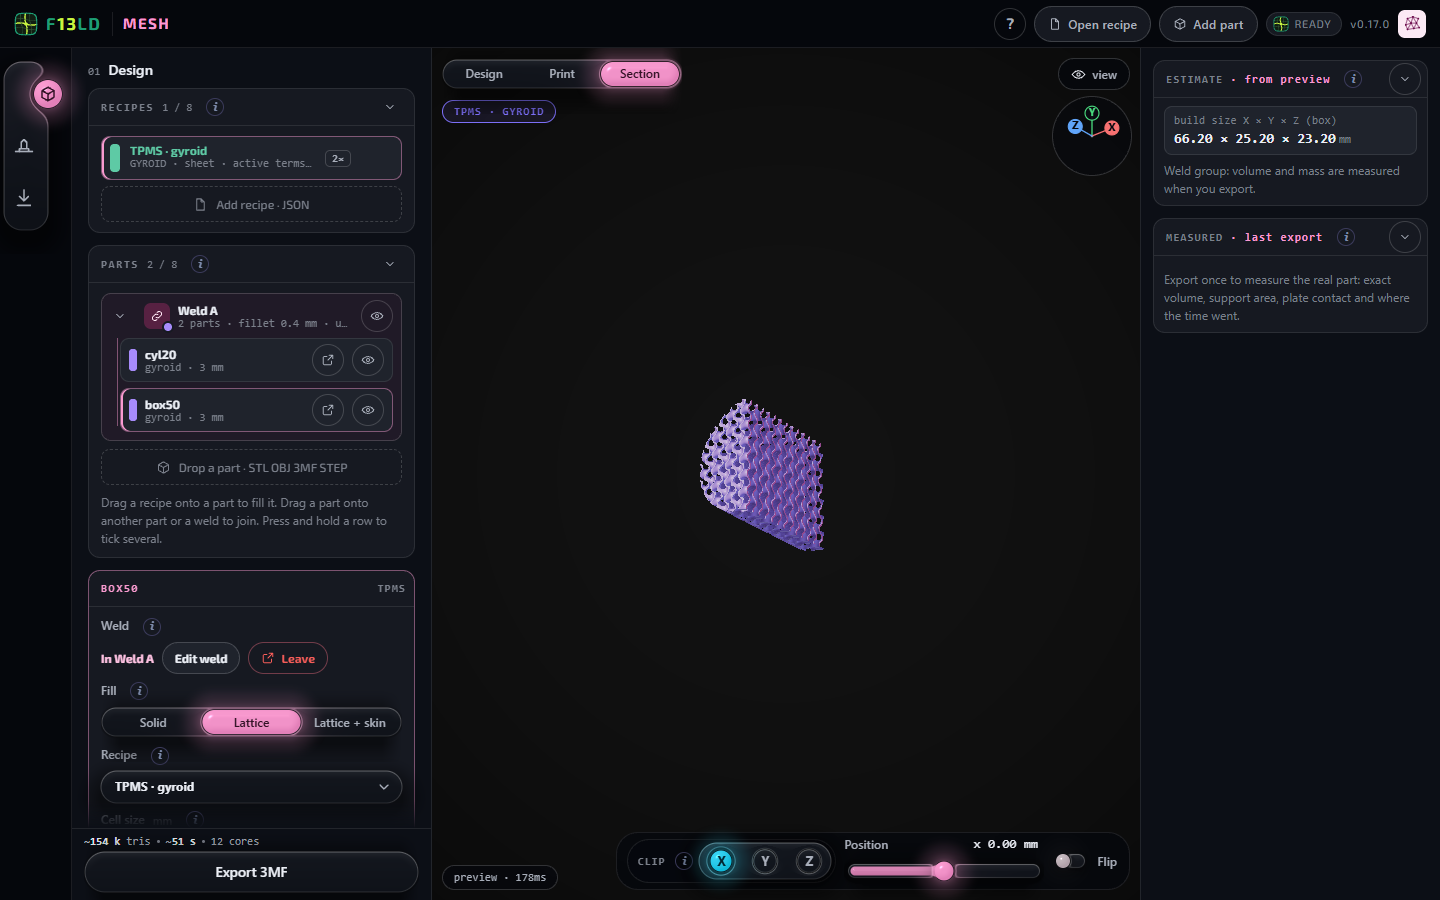 F13LD
MESH
?
Open recipe
Add part
READY
v0.17.0
01 Design
RECIPES 1 / 8
i
TPMS · gyroid
GYROID · sheet · active terms…
2×
Add recipe · JSON
PARTS 2 / 8
i
Weld A
2 parts · fillet 0.4 mm · u…
cyl20
gyroid · 3 mm
box50
gyroid · 3 mm
Drop a part · STL OBJ 3MF STEP
Drag a recipe onto a part to fill it. Drag a part onto
another part or a weld to join. Press and hold a row to
tick several.
BOX50
TPMS
Weld i
In Weld A
Edit weld
Leave
Fill i
Solid
Lattice
Lattice + skin
Recipe i
TPMS · gyroid
Cell size mm i
~154 k tris · ~51 s · 12 cores
Export 3MF
Design
Print
Section
TPMS · GYROID
view
Y
Z
X
preview · 178ms
CLIP i
X
Y
Z
Position
x 0.00 mm
Flip
ESTIMATE · from preview i
build size X × Y × Z (box)
66.20 × 25.20 × 23.20 mm
Weld group: volume and mass are measured
when you export.
MEASURED · last export i
Export once to measure the real part: exact
volume, support area, plate contact and where
the time went.